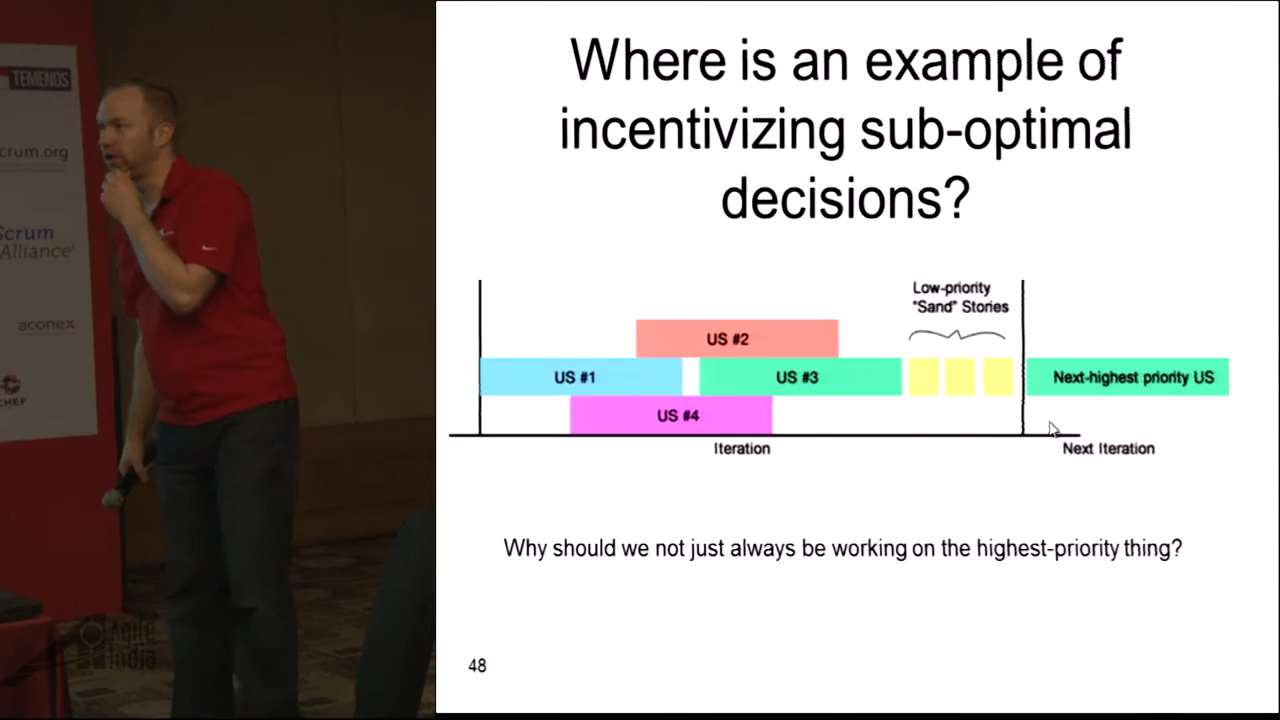 TEMENOS
crum.org
Scrum
Alliance
aconex
CHEF
Agile
India
Where is an example of
incentivizing sub-optimal
decisions?
Low-priority
"Sand" Stories
US #2
US #1
US #3
Next-highest priority US
US #4
Iteration
Next Iteration
Why should we not just always be working on the highest-priority thing?
48